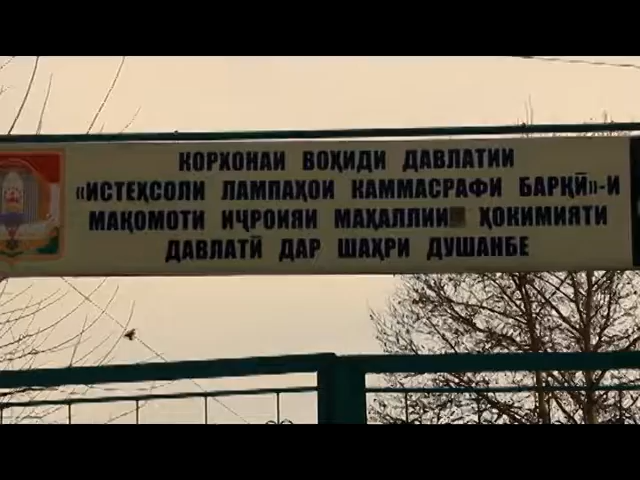 КОРХОНАИ ВОҲИДИ ДАВЛАТИИ
«ИСТЕҲСОЛИ ЛАМПАҲОИ КАММАСРАФИ БАРҚӢ»-И
МАҚОМОТИ ИҶРОИЯИ МАҲАЛЛИИ ҲОКИМИЯТИ
ДАВЛАТӢ ДАР ШАҲРИ ДУШАНБЕ